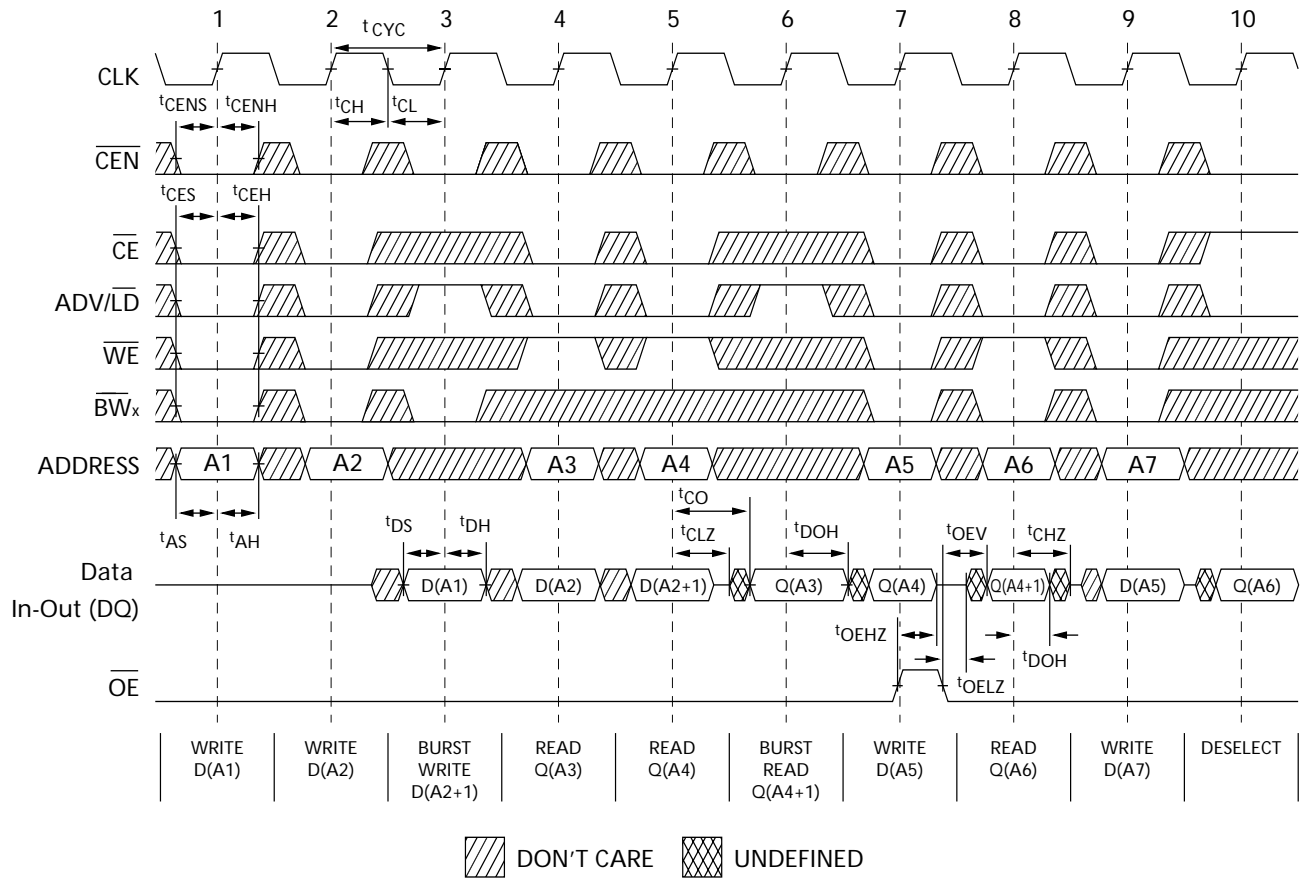 1 2 3 4 5 6 7 8 9 10
tCYC
CLK
tCENS tCENH tCH tCL
CEN
tCES tCEH
CE
ADV/LD
WE
BWx
ADDRESS A1 A2 A3 A4 A5 A6 A7
tCO
tAS tAH tDS tDH tCLZ tDOH tOEV tCHZ
Data
In-Out (DQ)
D(A1) D(A2) D(A2+1) Q(A3) Q(A4) Q(A4+1) D(A5) Q(A6)
tOEHZ tDOH
tOELZ
OE
WRITE
D(A1)
WRITE
D(A2)
BURST
WRITE
D(A2+1)
READ
Q(A3)
READ
Q(A4)
BURST
READ
Q(A4+1)
WRITE
D(A5)
READ
Q(A6)
WRITE
D(A7)
DESELECT
DON'T CARE UNDEFINED